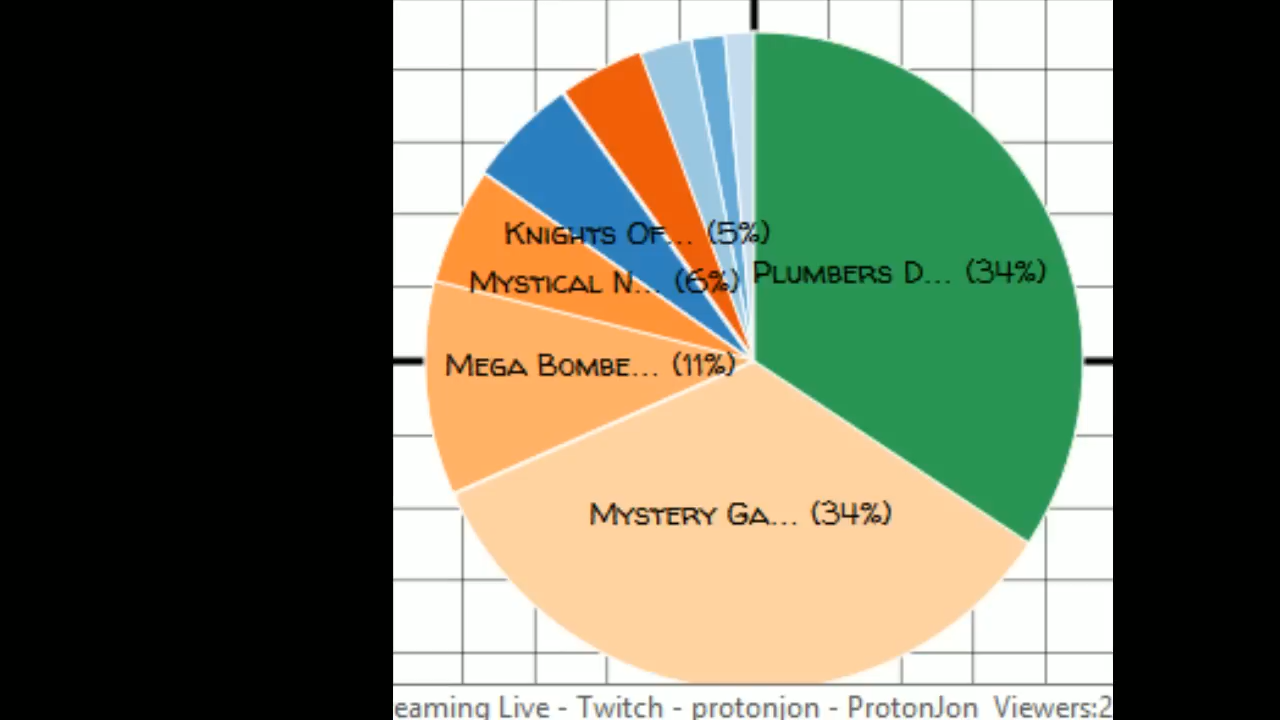 Knights Of... (5%)
Plumbers D... (34%)
Mystical N... (6%)
Mega Bombe... (11%)
Mystery Ga... (34%)
eaming Live - Twitch - protonjon - ProtonJon Viewers:2